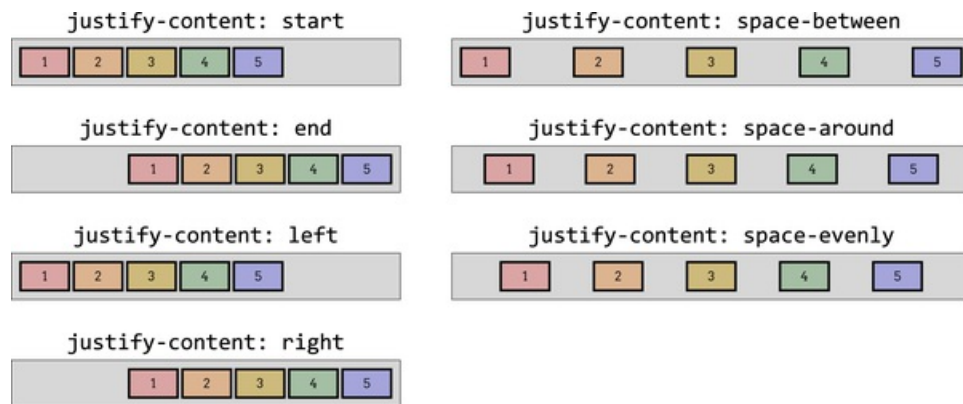 justify-content: start
1 2 3 4 5
justify-content: end
1 2 3 4 5
justify-content: left
1 2 3 4 5
justify-content: right
1 2 3 4 5
justify-content: space-between
1 2 3 4 5
justify-content: space-around
1 2 3 4 5
justify-content: space-evenly
1 2 3 4 5